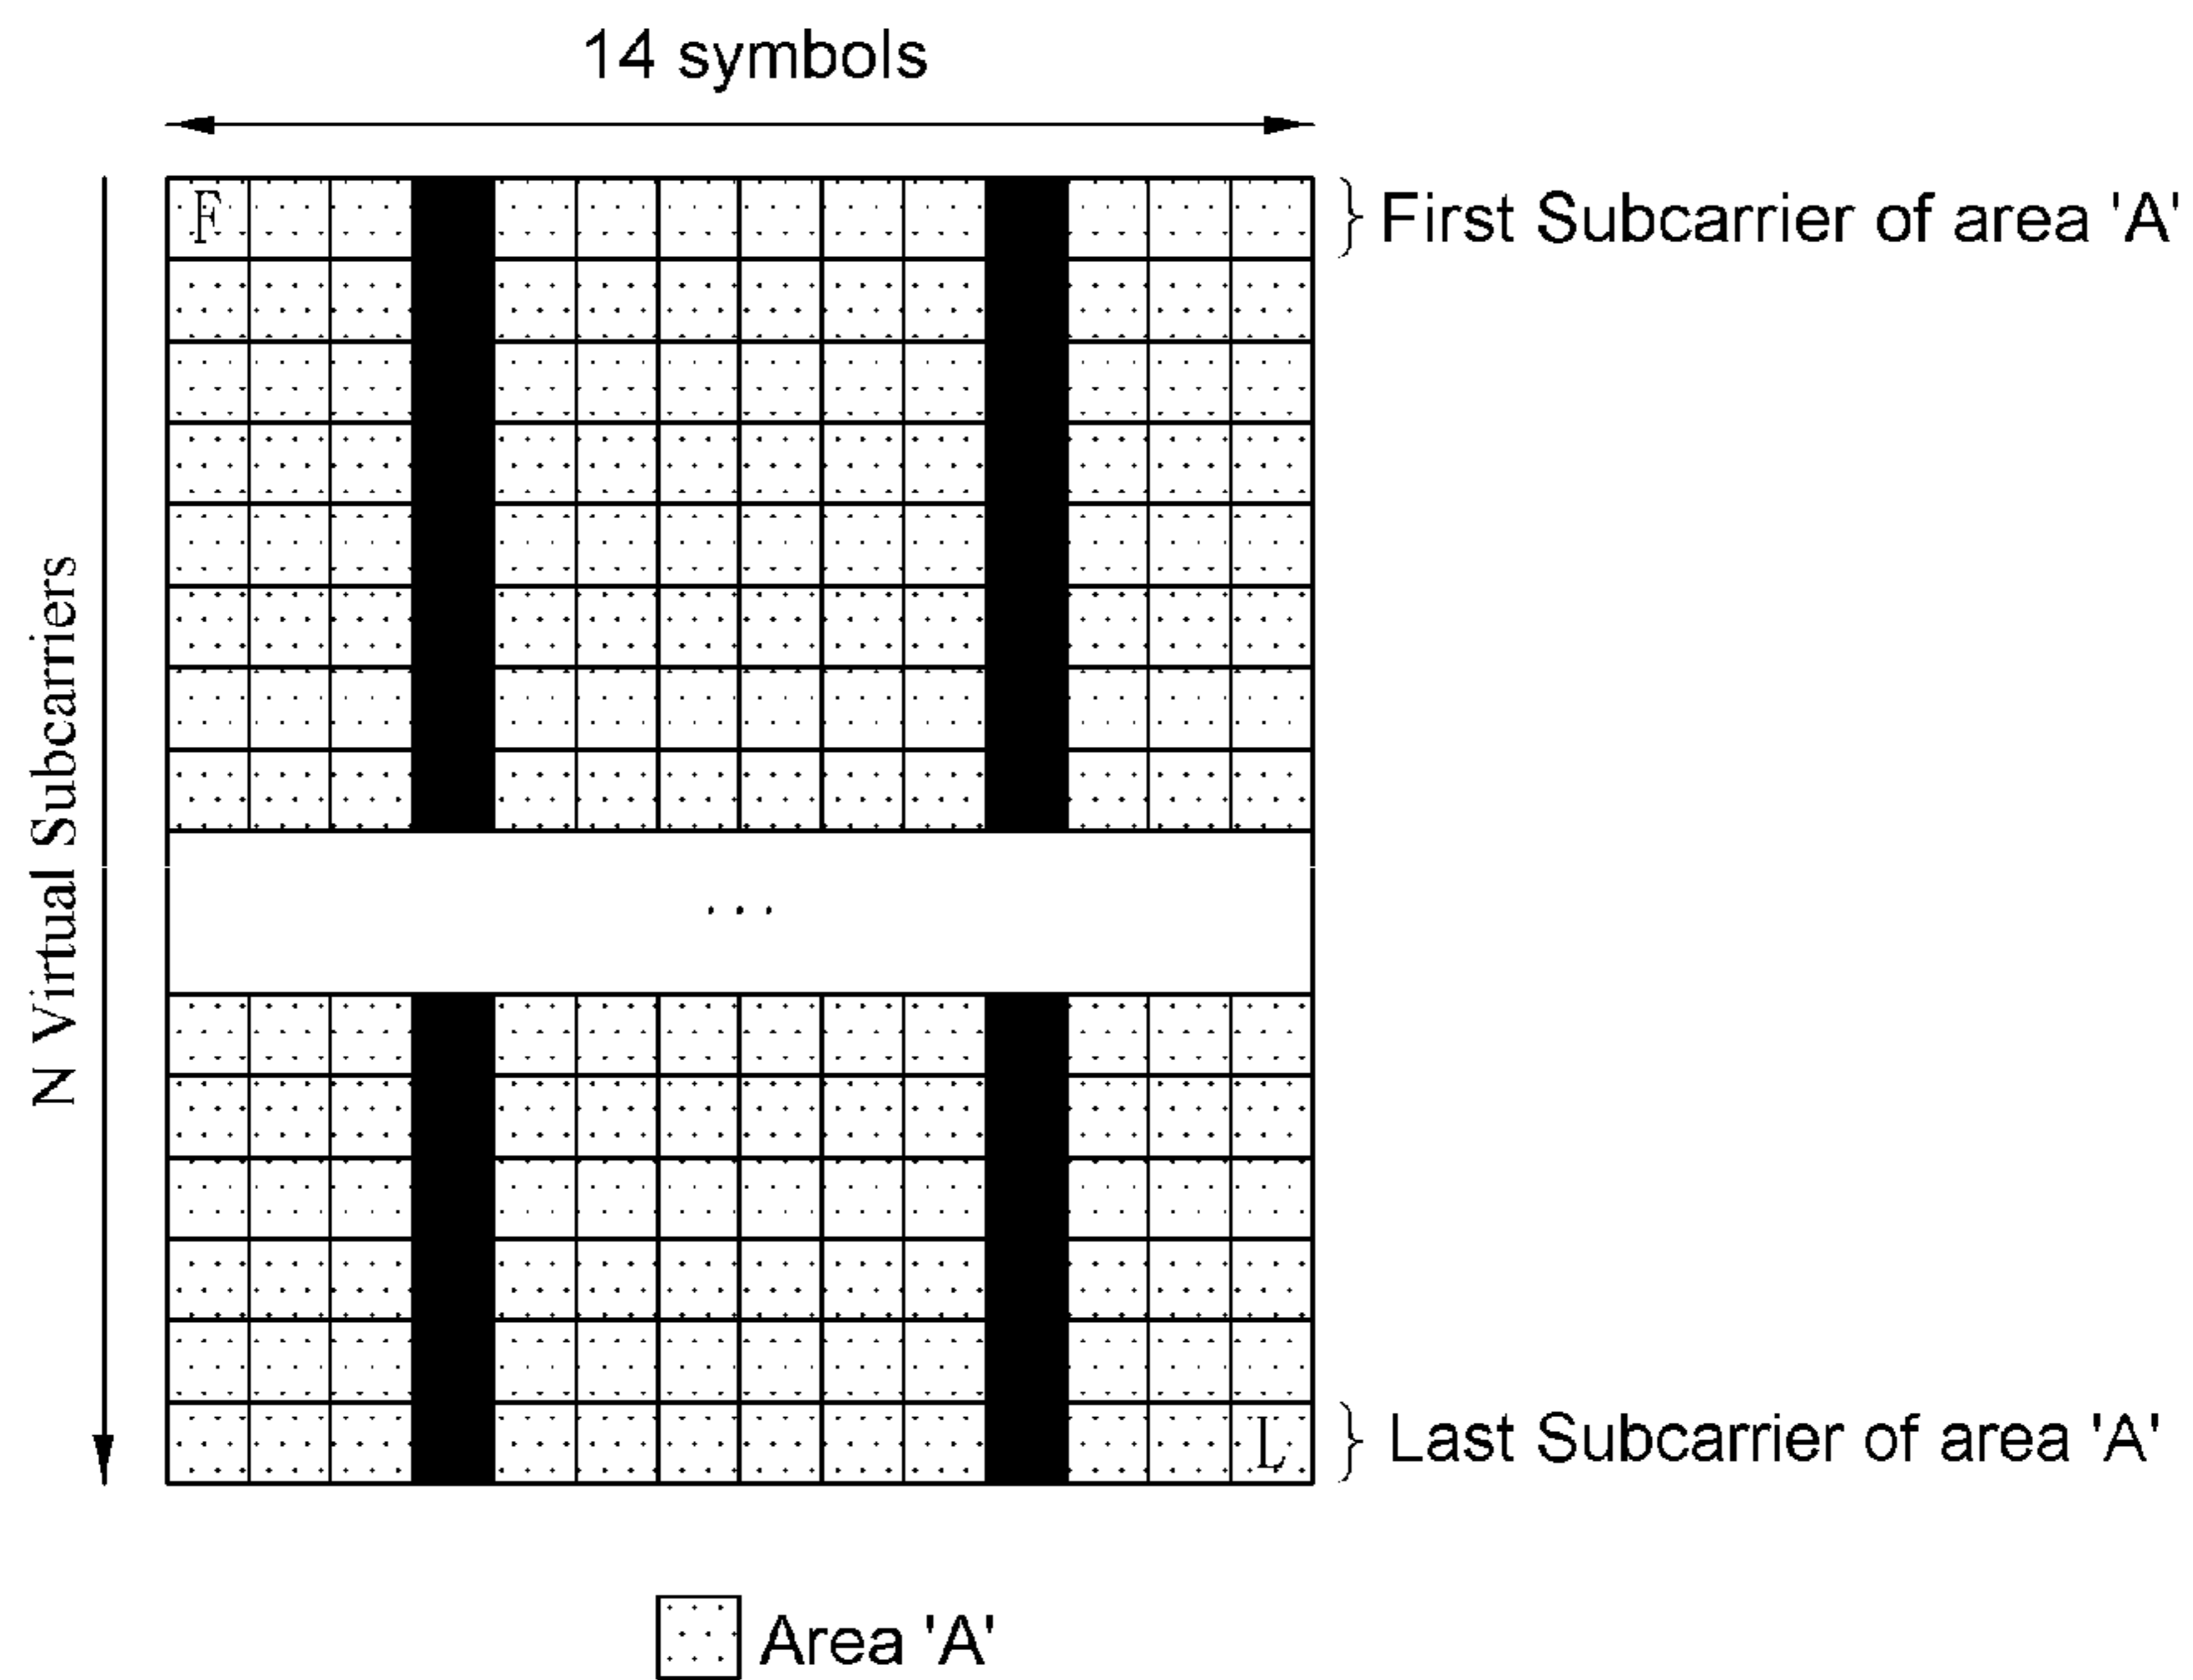 14 symbols
F
First Subcarrier of area 'A'
N Virtual Subcarriers
...
L
Last Subcarrier of area 'A'
Area 'A'